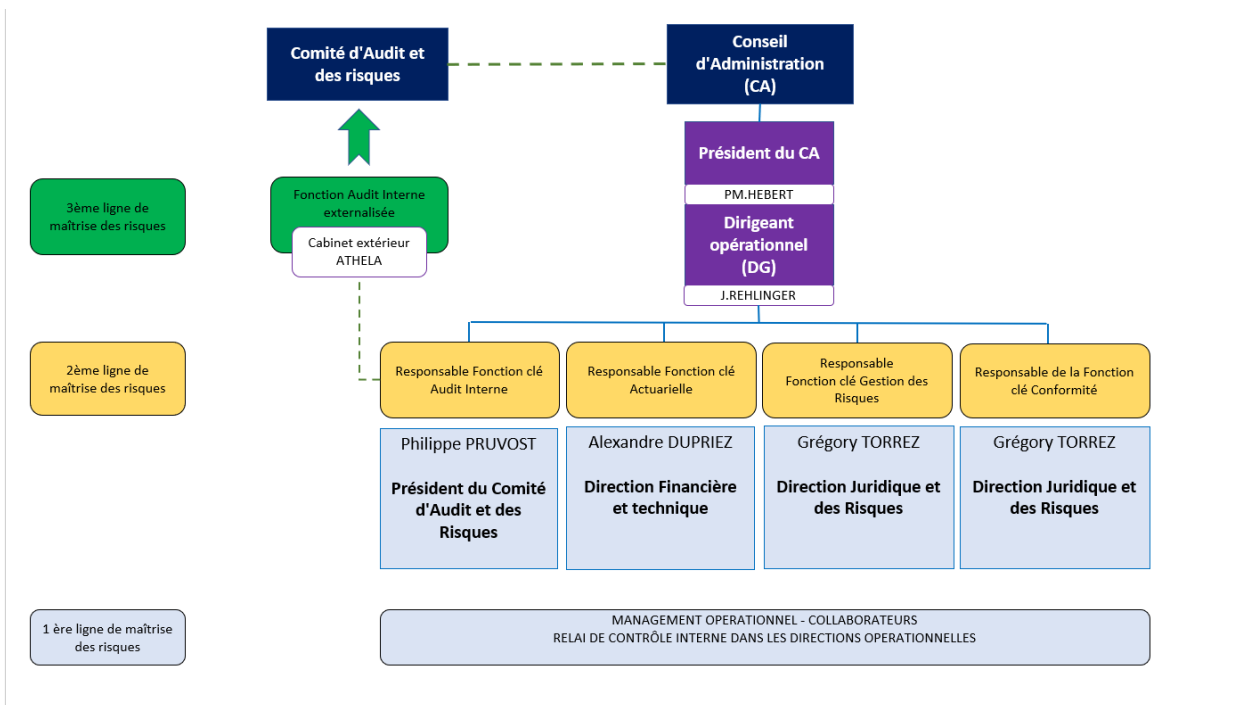 Comité d'Audit et
des risques
Conseil
d'Administration
(CA)
Président du CA
PM.HEBERT
3ème ligne de
maîtrise des risques
Fonction Audit Interne
externalisée
Cabinet extérieur
ATHELA
Dirigeant
opérationnel
(DG)
J.REHLINGER
2ème ligne de
maîtrise des risques
Responsable Fonction clé
Audit Interne
Responsable Fonction clé
Actuarielle
Responsable
Fonction clé Gestion des
Risques
Responsable de la Fonction
clé Conformité
Philippe PRUVOST
Président du Comité
d'Audit et des
Risques
Alexandre DUPRIEZ
Direction Financière
et technique
Grégory TORREZ
Direction Juridique et
des Risques
Grégory TORREZ
Direction Juridique et
des Risques
1 ère ligne de maîtrise
des risques
MANAGEMENT OPERATIONNEL - COLLABORATEURS
RELAI DE CONTRÔLE INTERNE DANS LES DIRECTIONS OPERATIONNELLES